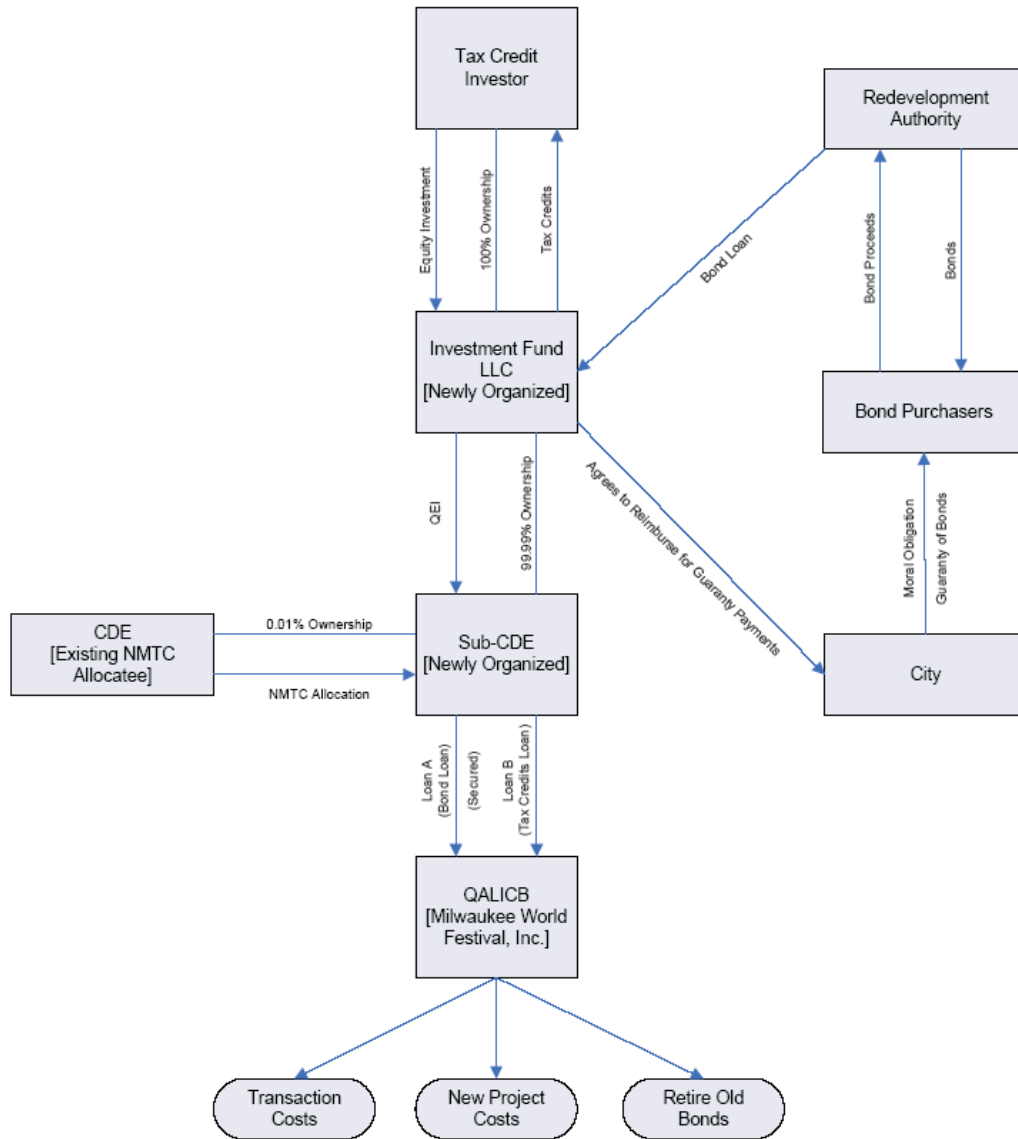 Tax Credit
Investor
Redevelopment
Authority
Equity Investment
100% Ownership
Tax Credits
Bond Loan
Bond Proceeds
Bonds
Investment Fund
LLC
[Newly Organized]
Bond Purchasers
QEI
99.99% Ownership
Agrees to Reimburse for Guaranty Payments
Moral Obligation
Guaranty of Bonds
CDE
[Existing NMTC
Allocatee]
0.01% Ownership
NMTC Allocation
Sub-CDE
[Newly Organized]
City
Loan A
(Bond Loan)
(Secured)
Loan B
(Tax Credits Loan)
QALICB
[Milwaukee World
Festival, Inc.]
Transaction
Costs
New Project
Costs
Retire Old
Bonds